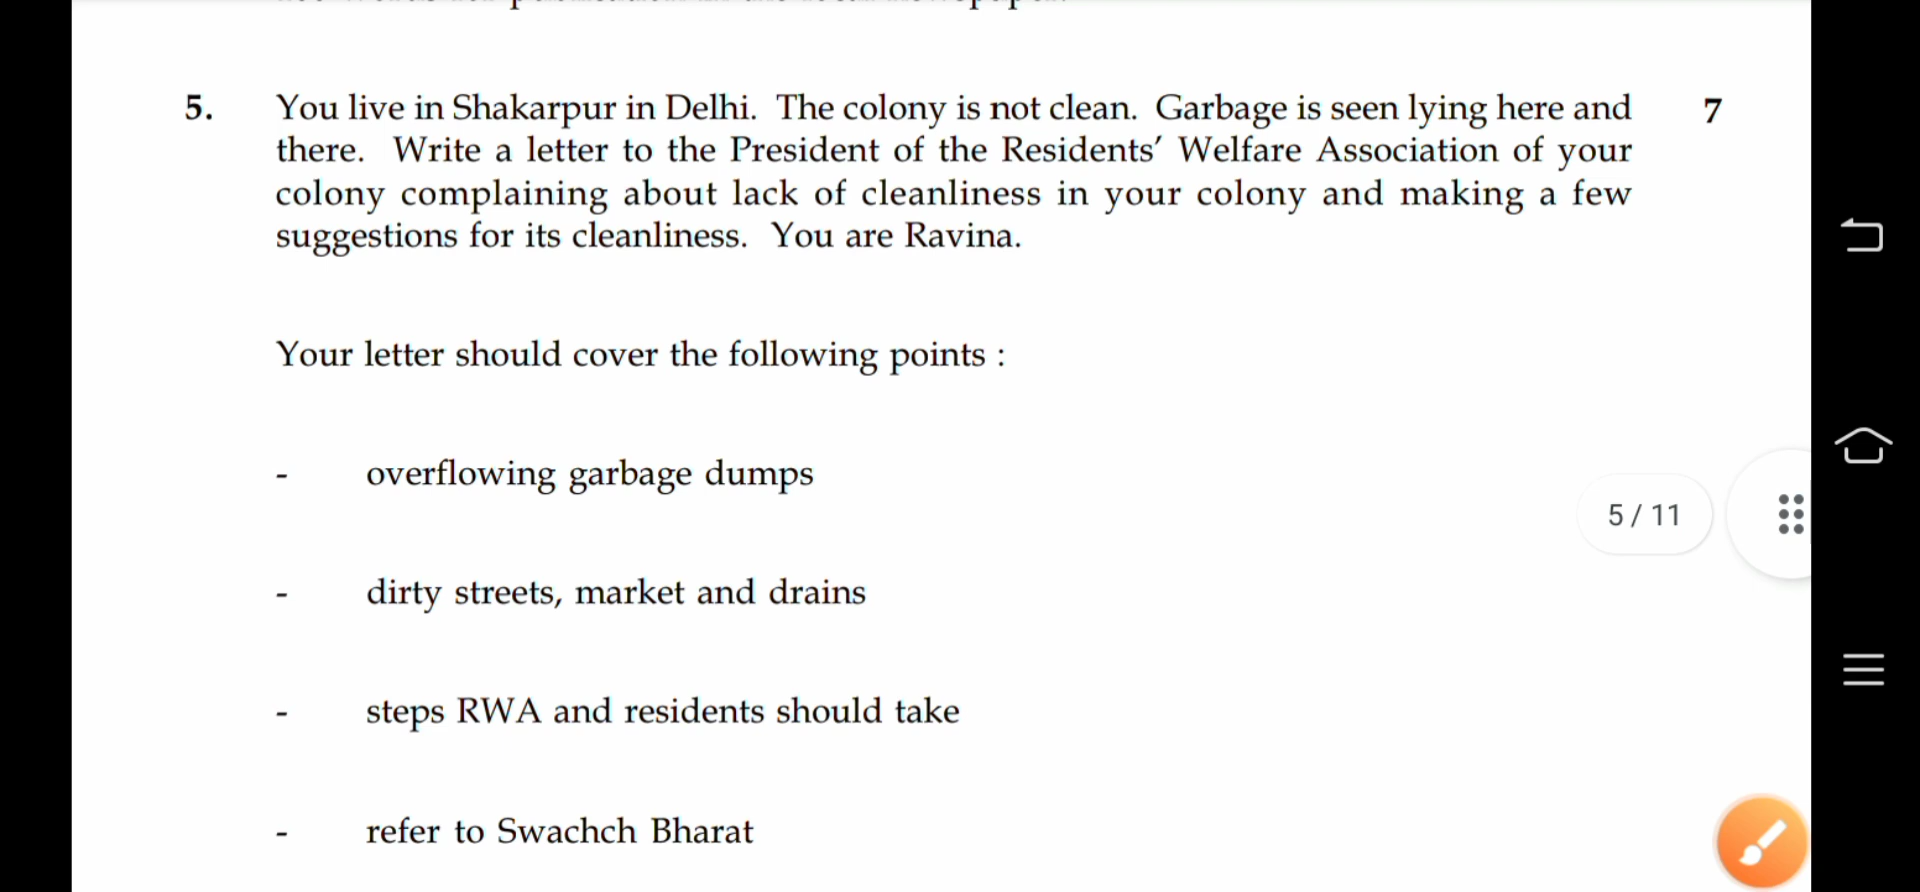 5. You live in Shakarpur in Delhi. The colony is not clean. Garbage is seen lying here and 7
there. Write a letter to the President of the Residents' Welfare Association of your
colony complaining about lack of cleanliness in your colony and making a few
suggestions for its cleanliness. You are Ravina.
Your letter should cover the following points :
- overflowing garbage dumps
- dirty streets, market and drains
5 / 11
- steps RWA and residents should take
- refer to Swachch Bharat